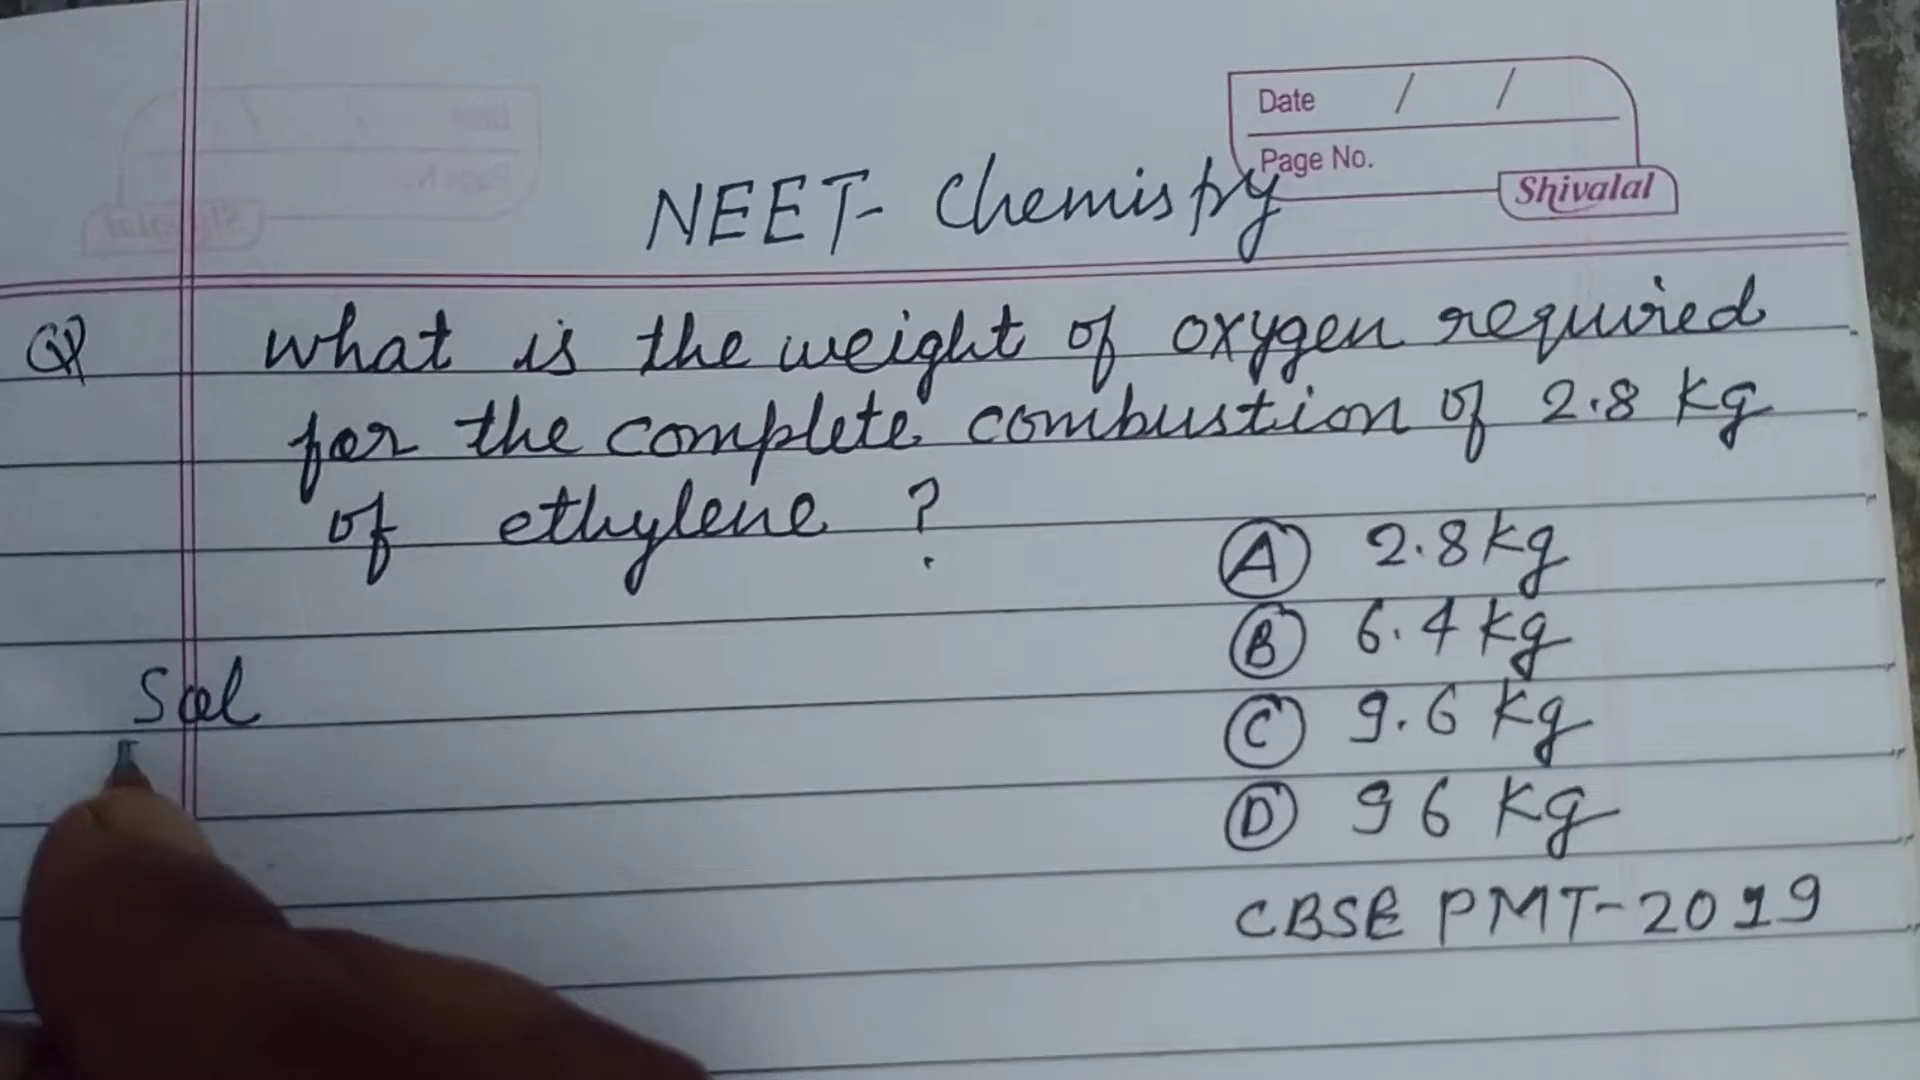 Date / /
Page No.
Shivalal
NEET- Chemistry
Q what is the weight of oxygen required
for the complete combustion of 2.8 kg
of ethylene ?
A 2.8 kg
B 6.4 kg
C 9.6 kg
D 96 kg
Sol
CBSE PMT-2019